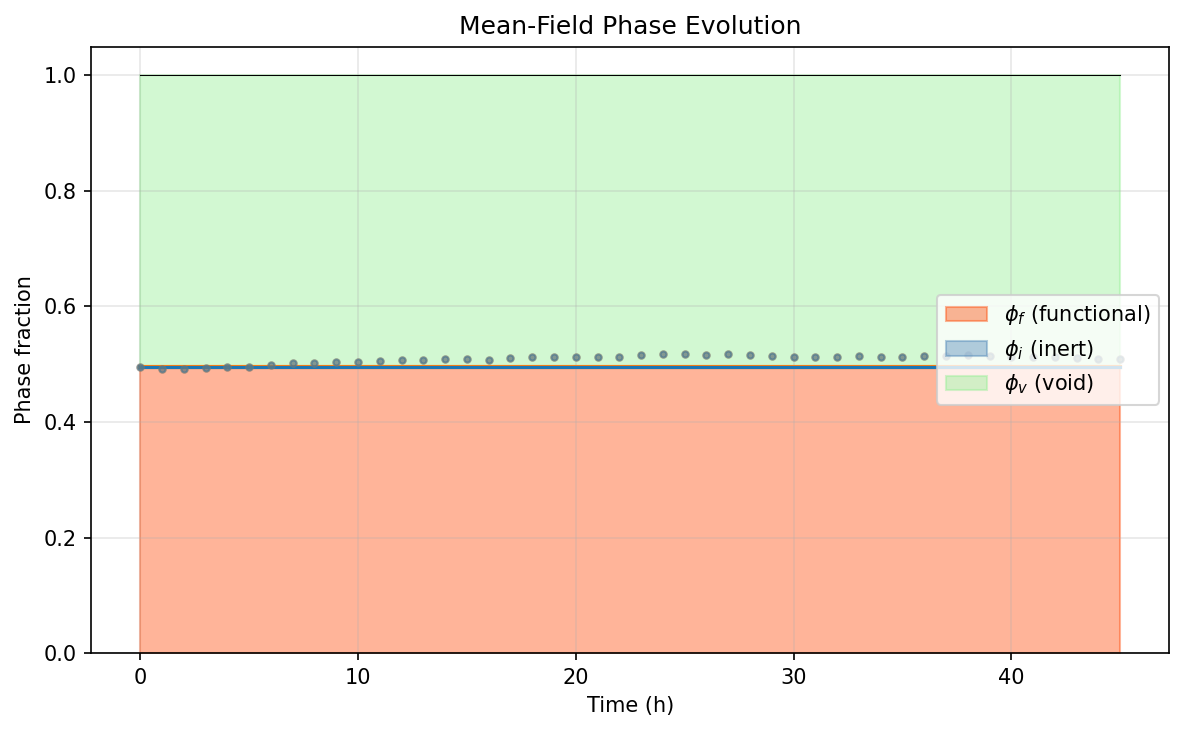 Mean-Field Phase Evolution
Phase fraction
1.0
0.8
0.6
0.4
0.2
0.0
ϕf (functional)
ϕi (inert)
ϕv (void)
0 10 20 30 40
Time (h)